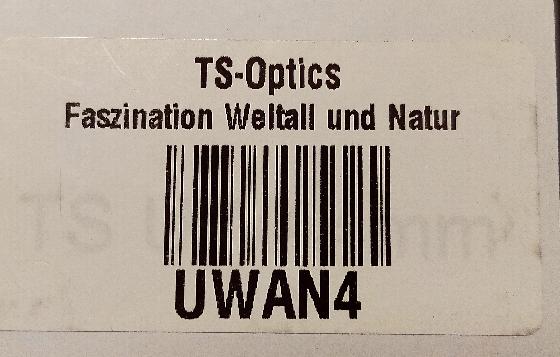 TS-Optics
Faszination Weltall und Natur
UWAN4